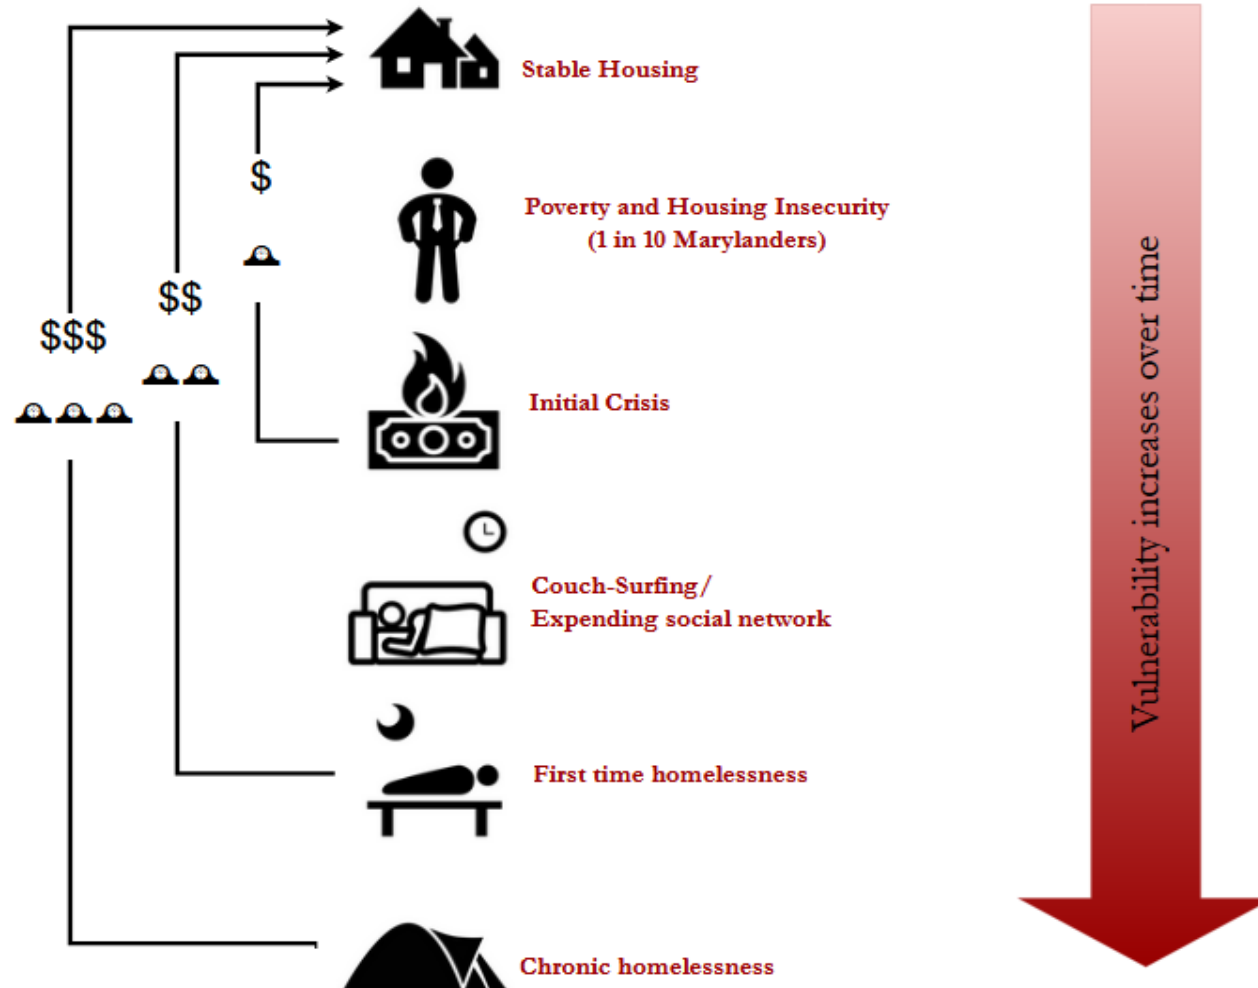 Stable Housing
$
Poverty and Housing Insecurity
(1 in 10 Marylanders)
$$
$$$
Initial Crisis
Couch-Surfing/
Expending social network
First time homelessness
Chronic homelessness
Vulnerability increases over time